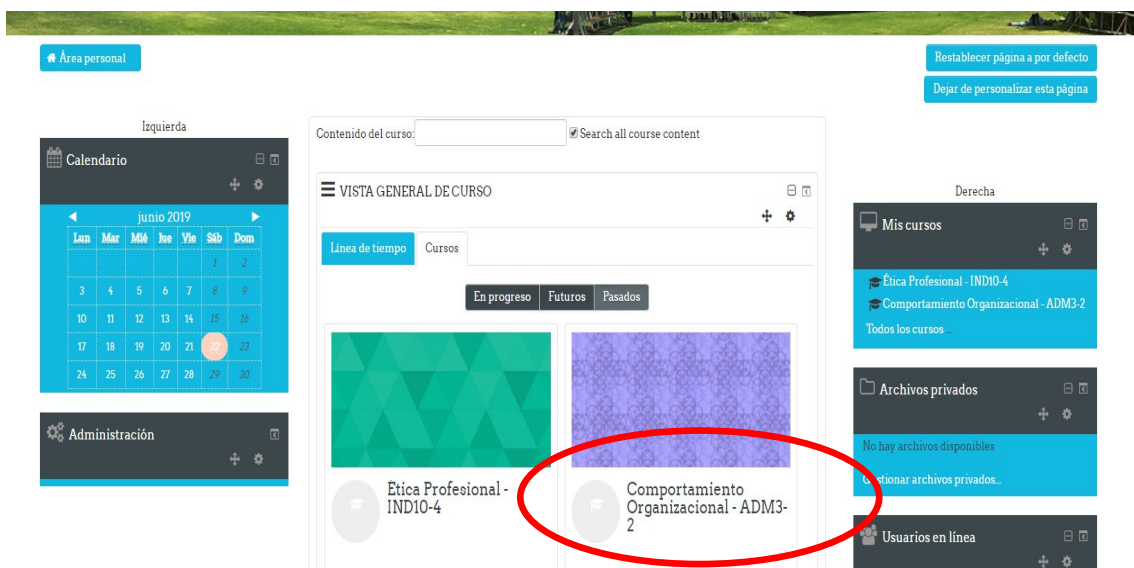 Área personal
Restablecer página a por defecto
Dejar de personalizar esta página
Izquierda
Calendario
junio 2019
Lun Mar Mié Jue Vie Sáb Dom
1 2
3 4 5 6 7 8 9
10 11 12 13 14 15 16
17 18 19 20 21 22 23
24 25 26 27 28 29 30
Administración
Contenido del curso:
Search all course content
VISTA GENERAL DE CURSO
Línea de tiempo Cursos
En progreso Futuros Pasados
Ética Profesional -
IND10-4
Comportamiento
Organizacional - ADM3-
2
Derecha
Mis cursos
Ética Profesional - IND10-4
Comportamiento Organizacional - ADM3-2
Todos los cursos ...
Archivos privados
No hay archivos disponibles
Gestionar archivos privados...
Usuarios en línea